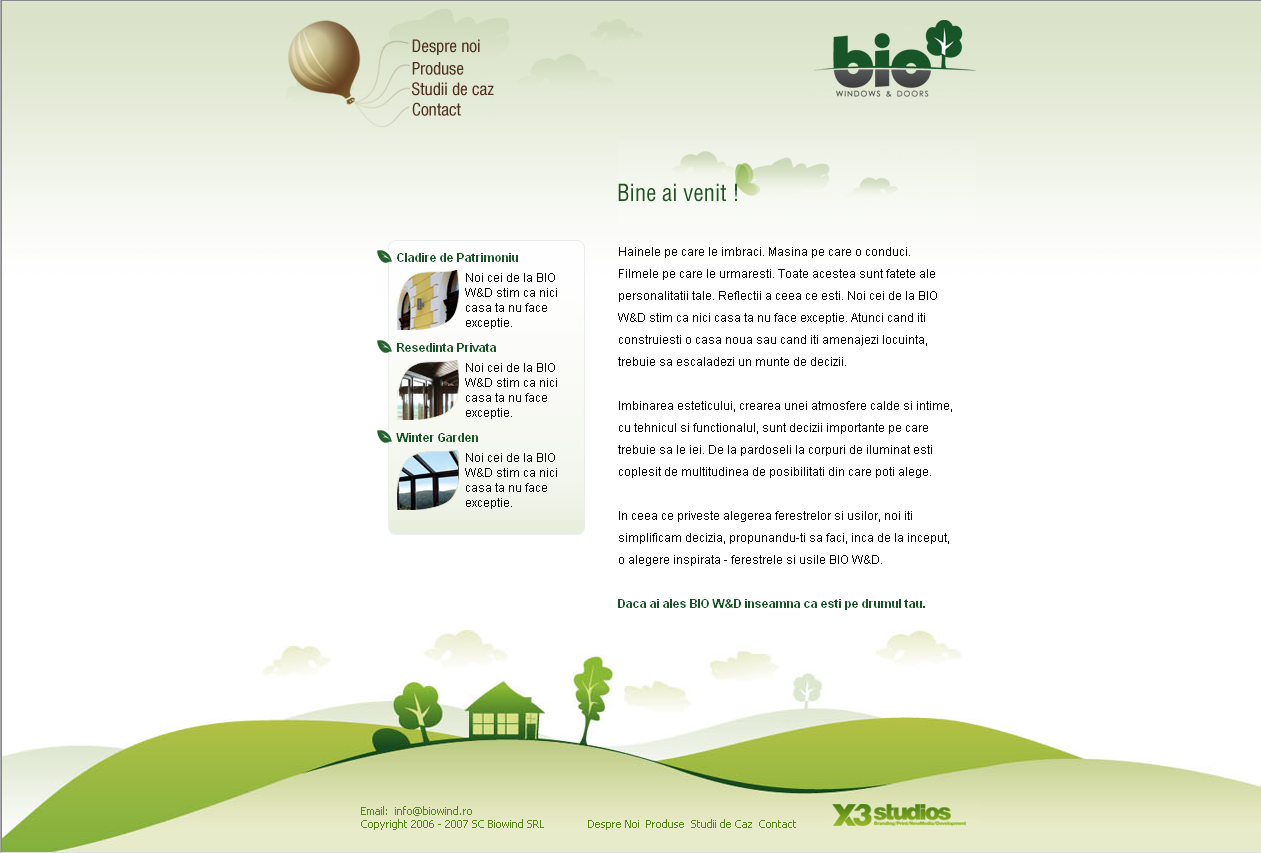 Despre noi
Produse
Studii de caz
Contact
bio
WINDOWS & DOORS
Bine ai venit !
Cladire de Patrimoniu
Noi cei de la BIO
W&D stim ca nici
casa ta nu face
exceptie.
Resedinta Privata
Noi cei de la BIO
W&D stim ca nici
casa ta nu face
exceptie.
Winter Garden
Noi cei de la BIO
W&D stim ca nici
casa ta nu face
exceptie.
Hainele pe care le imbraci. Masina pe care o conduci.
Filmele pe care le urmaresti. Toate acestea sunt fatete ale
personalitatii tale. Reflectii a ceea ce esti. Noi cei de la BIO
W&D stim ca nici casa ta nu face exceptie. Atunci cand iti
construiesti o casa noua sau cand iti amenajezi locuinta,
trebuie sa escaladezi un munte de decizii.
Imbinarea esteticului, crearea unei atmosfere calde si intime,
cu tehnicul si functionalul, sunt decizii importante pe care
trebuie sa le iei. De la pardoseli la corpuri de iluminat esti
coplesit de multitudinea de posibilitati din care poti alege.
In ceea ce priveste alegerea ferestrelor si usilor, noi iti
simplificam decizia, propunandu-ti sa faci, inca de la inceput,
o alegere inspirata - ferestrele si usile BIO W&D.
Daca ai ales BIO W&D inseamna ca esti pe drumul tau.
Email: info@biowind.ro
Copyright 2006 - 2007 SC Biowind SRL
Despre Noi Produse Studii de Caz Contact
X3 studios
Branding/Print/NewMedia/Development